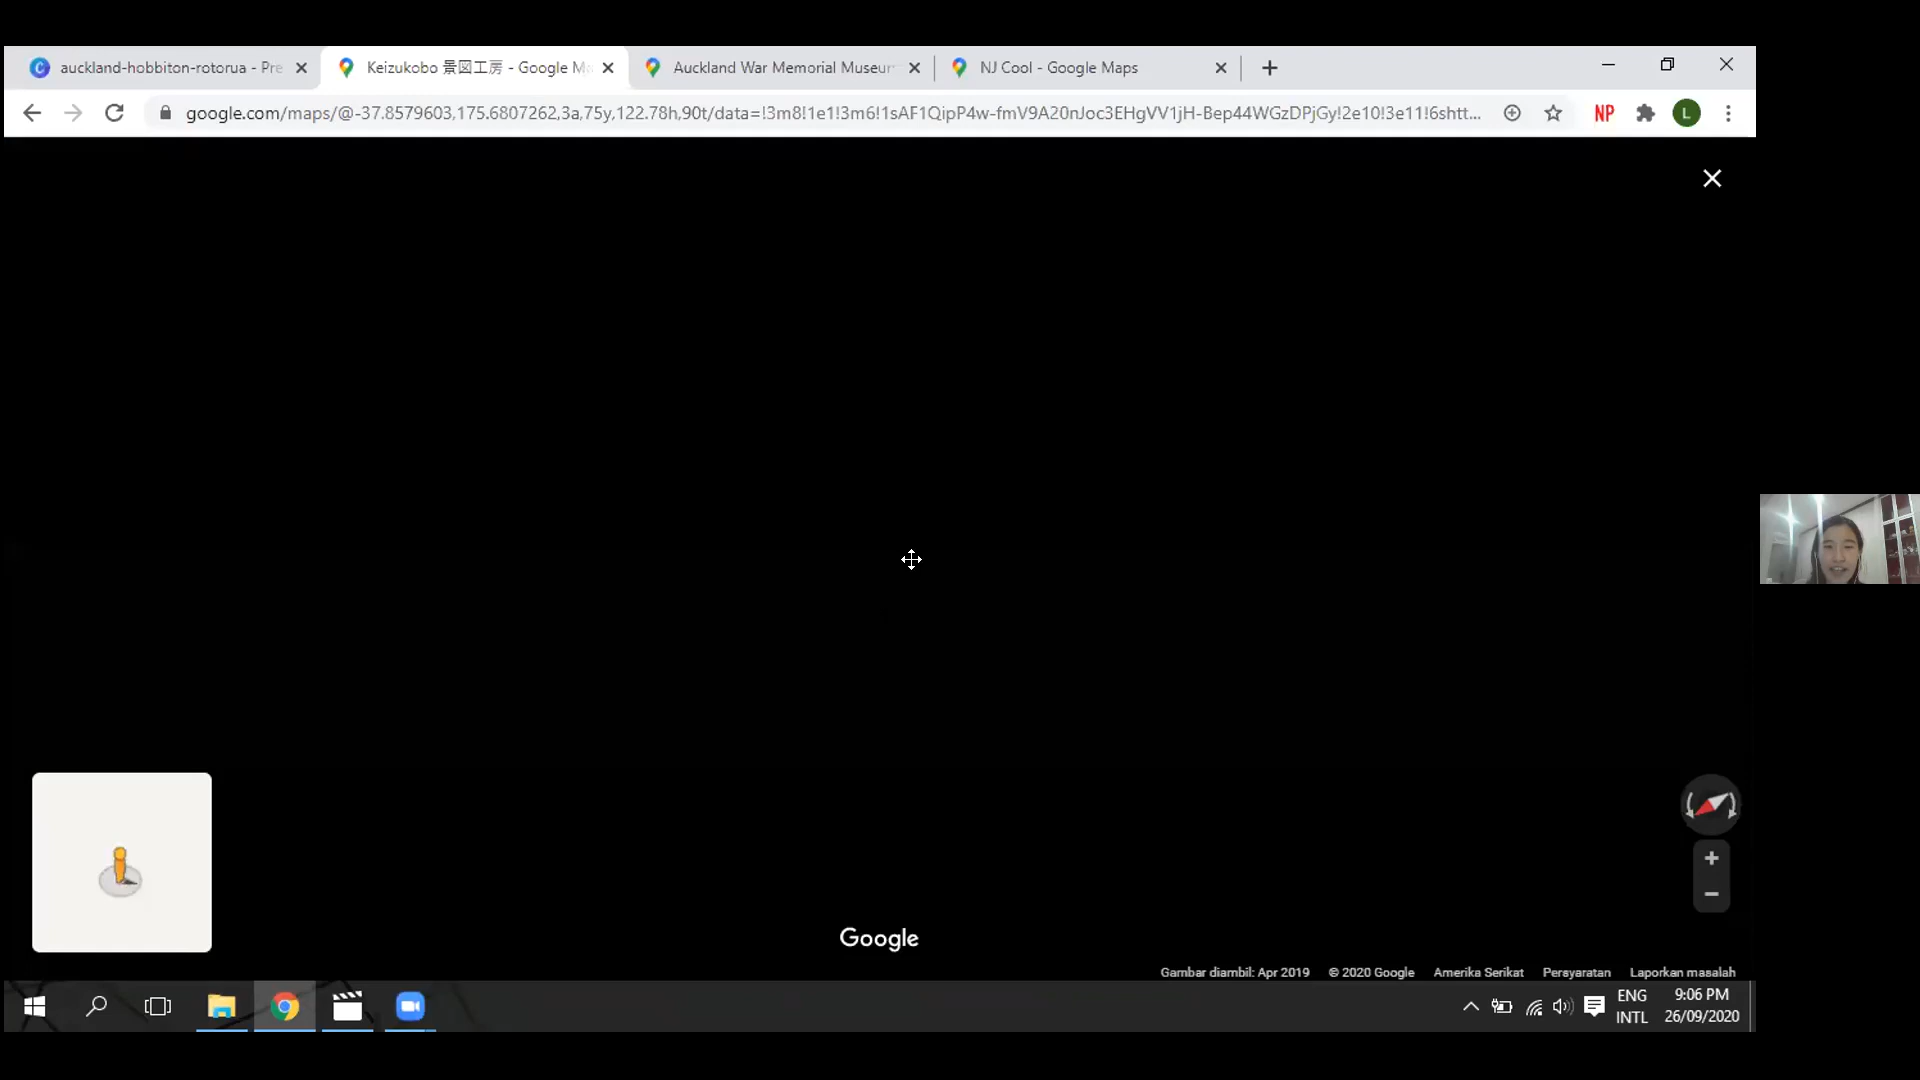 auckland-hobbiton-rotorua - Pre
Keizukobo 景図工房 - Google Ma
Auckland War Memorial Museum
NJ Cool - Google Maps
google.com/maps/@-37.8579603,175.6807262,3a,75y,122.78h,90t/data=!3m8!1e1!3m6!1sAF1QipP4w-fmV9A20nJoc3EHgVV1jH-Bep44WGzDPjGy!2e10!3e11!6shtt...
NP
L
Google
Gambar diambil: Apr 2019 © 2020 Google Amerika Serikat Persyaratan Laporkan masalah
ENG
INTL
9:06 PM
26/09/2020